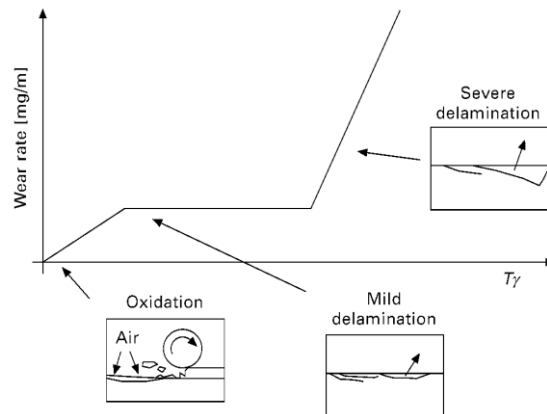 Wear rate [mg/m]
Severe
delamination
Tγ
Oxidation
Air
Mild
delamination